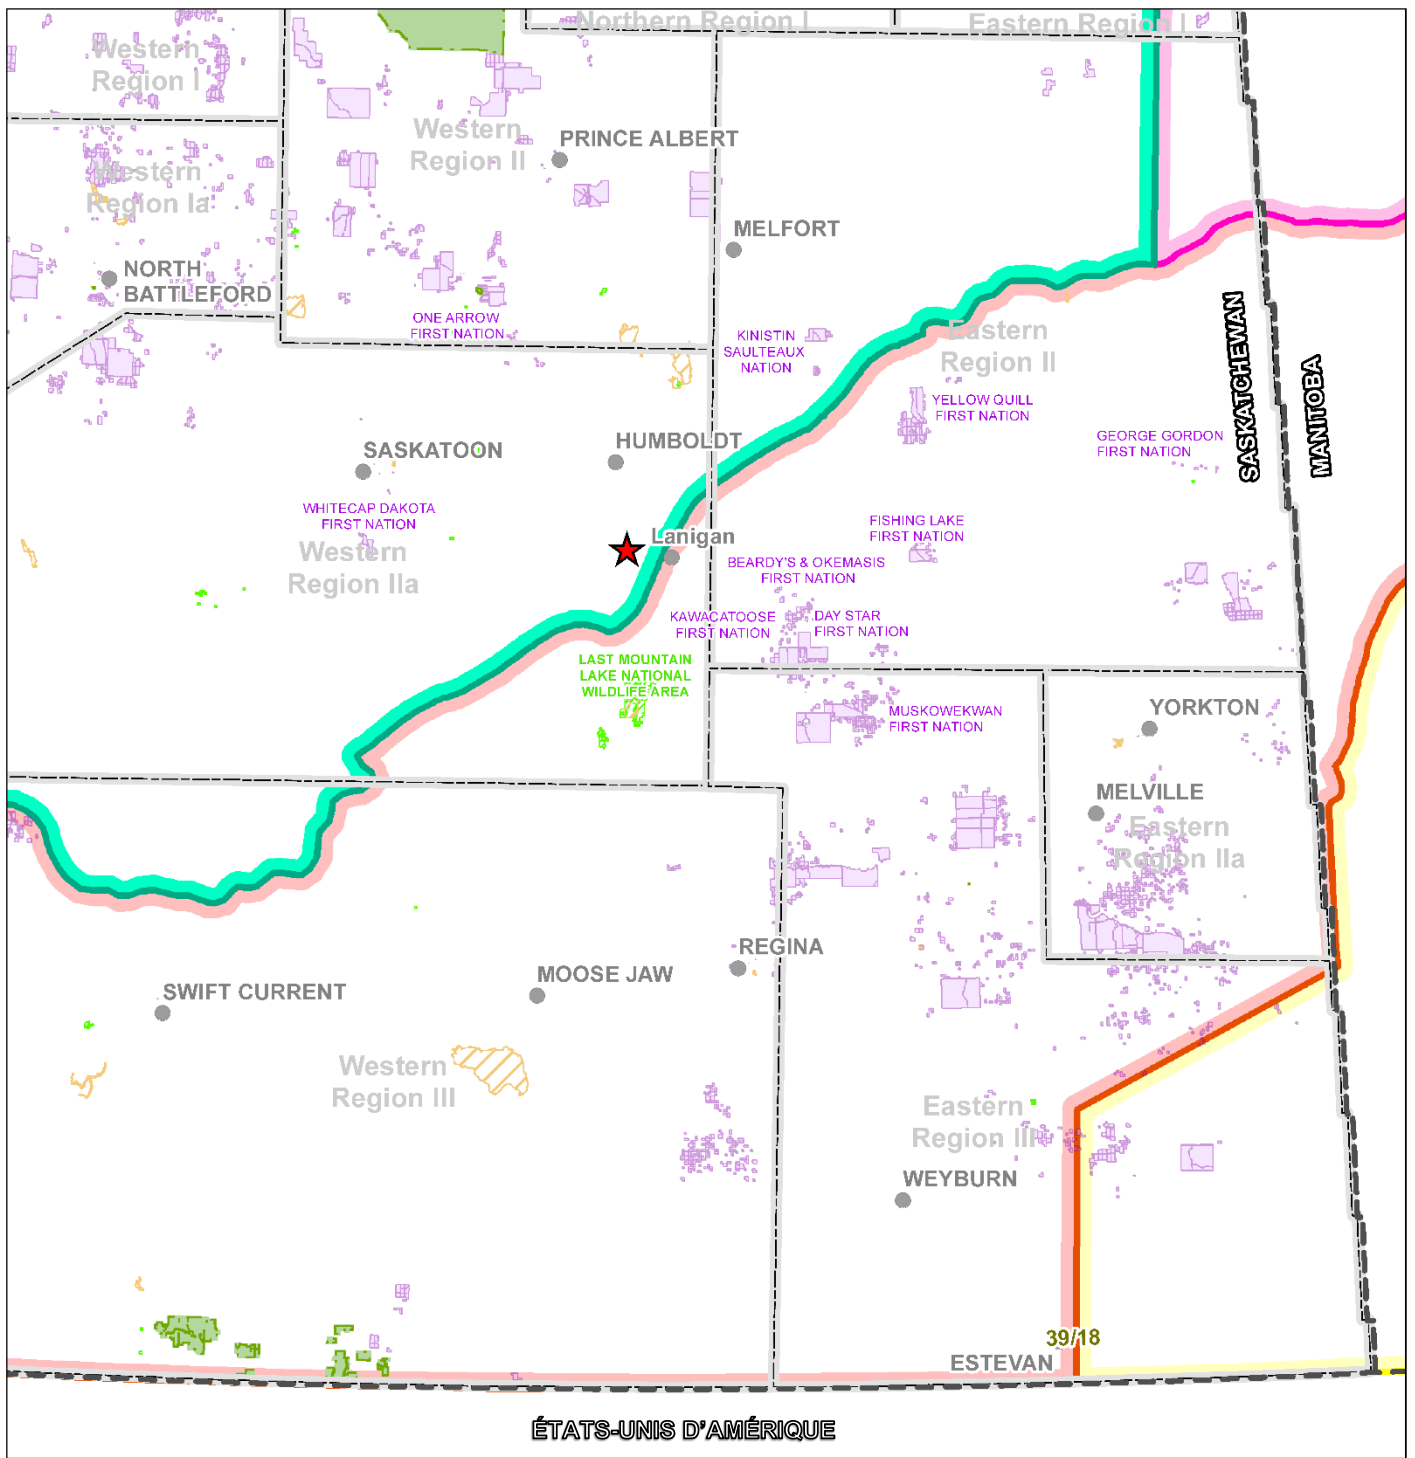 Northern Region I
Eastern Region I
Western
Region I
Western
Region II
PRINCE ALBERT
Western
Region Ia
MELFORT
NORTH
BATTLEFORD
ONE ARROW
FIRST NATION
KINISTIN
SAULTEAUX
NATION
Eastern
Region II
SASKATCHEWAN
MANITOBA
YELLOW QUILL
FIRST NATION
GEORGE GORDON
FIRST NATION
HUMBOLDT
SASKATOON
WHITECAP DAKOTA
FIRST NATION
FISHING LAKE
FIRST NATION
Lanigan
Western
Region IIa
BEARDY'S & OKEMASIS
FIRST NATION
KAWACATOOSE
FIRST NATION
DAY STAR
FIRST NATION
LAST MOUNTAIN
LAKE NATIONAL
WILDLIFE AREA
MUSKOWEKWAN
FIRST NATION
YORKTON
MELVILLE
Eastern
Region IIa
REGINA
MOOSE JAW
SWIFT CURRENT
Western
Region III
Eastern
Region III
WEYBURN
39/18
ESTEVAN
ÉTATS-UNIS D'AMÉRIQUE